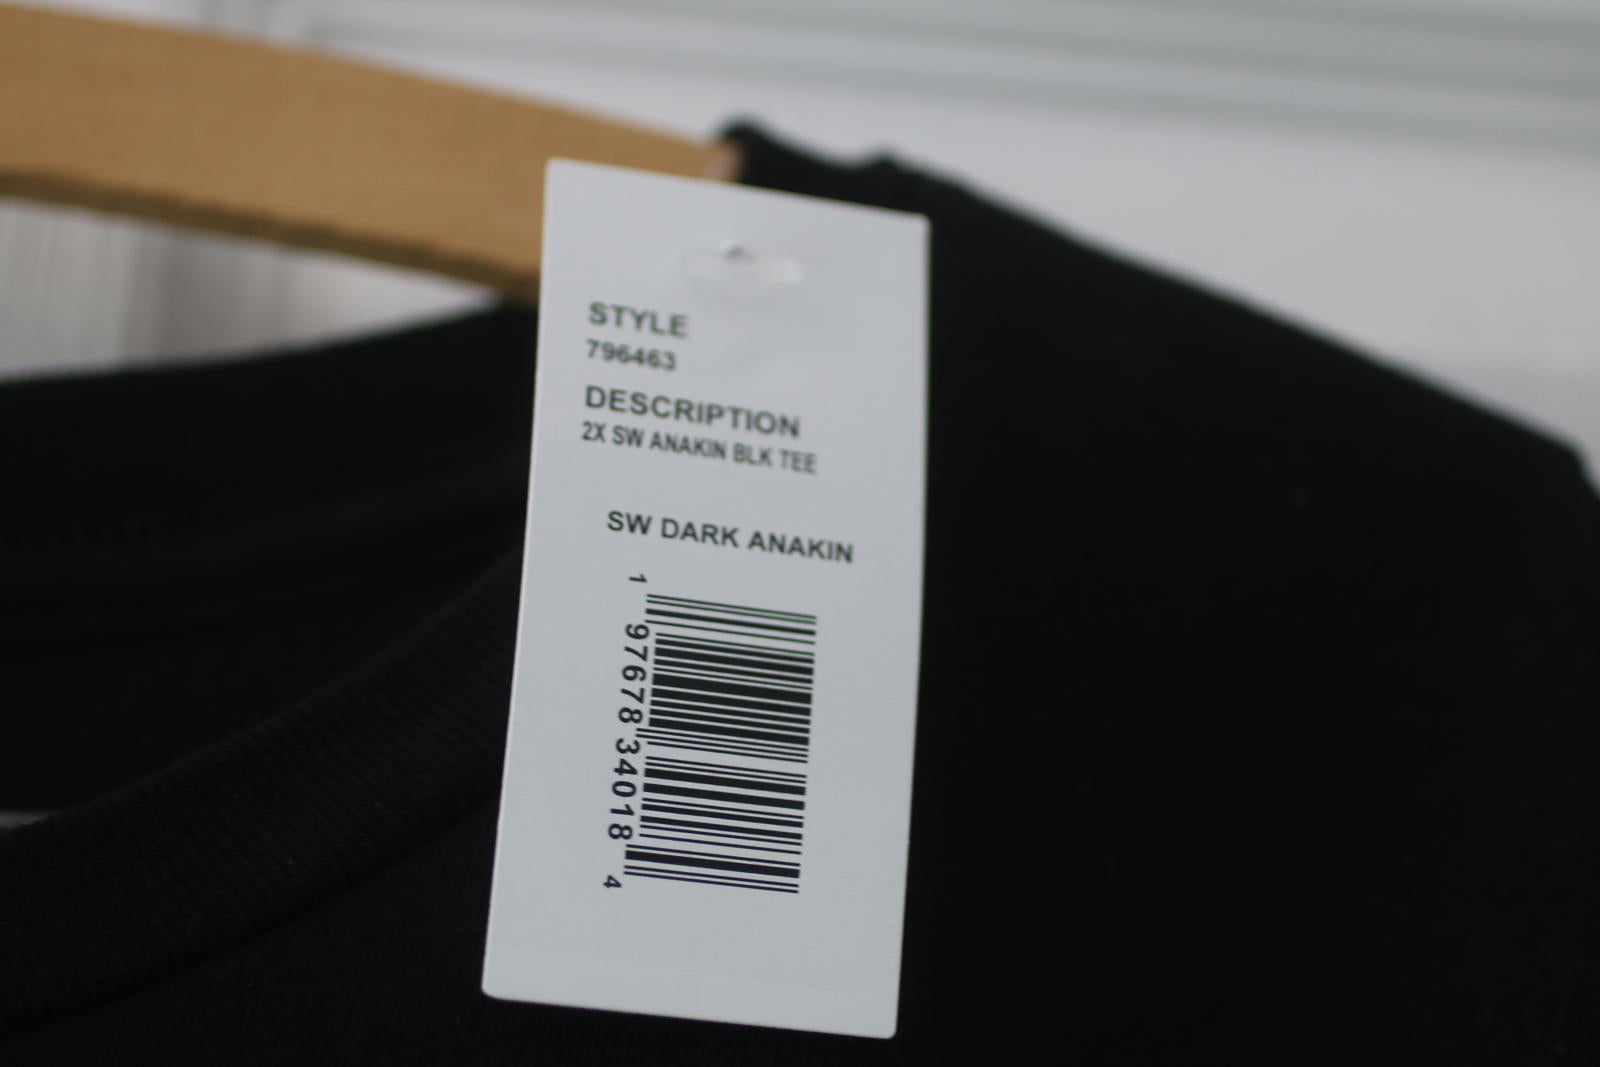 STYLE
796463
DESCRIPTION
2X SW ANAKIN BLK TEE
SW DARK ANAKIN
1 97678 34018 4